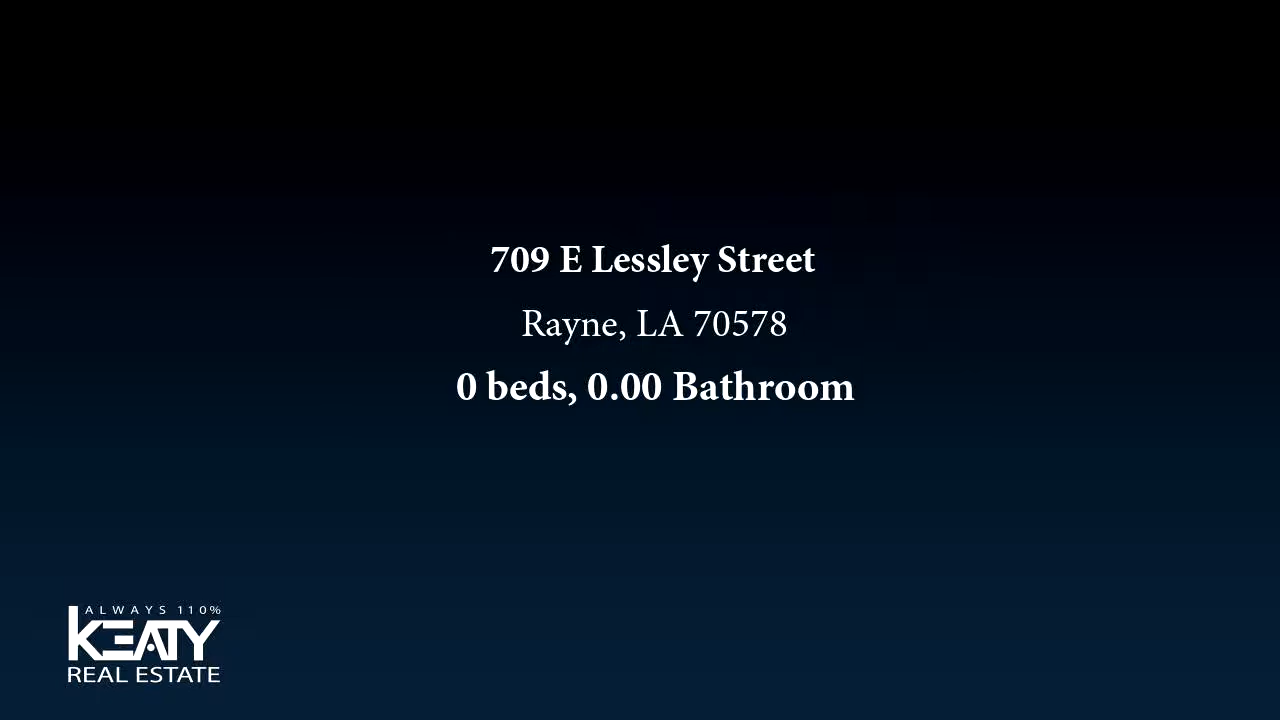 709 E Lessley Street
Rayne, LA 70578
0 beds, 0.00 Bathroom
ALWAYS 110%
KEATY
REAL ESTATE